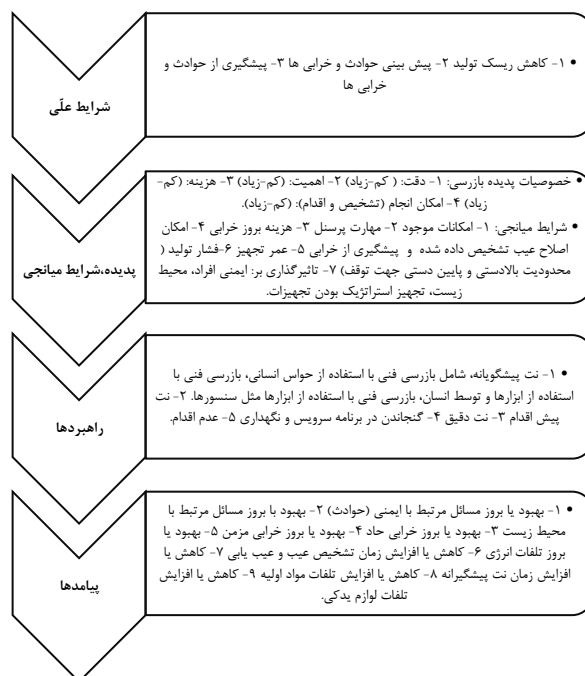 شرایط علّی
• ۱- کاهش ریسک تولید ۲- پیش بینی حوادث و خرابی ها ۳- پیشگیری از حوادث و
خرابی ها
پدیده،شرایط میانجی
• خصوصیات پدیده بازرسی: ۱- دقت: ( کم-زیاد) ۲- اهمیت: (کم-زیاد) ۳- هزینه: (کم-
زیاد) ۴- امکان انجام (تشخیص و اقدام): (کم-زیاد).
• شرایط میانجی: ۱- امکانات موجود ۲- مهارت پرسنل ۳- هزینه بروز خرابی ۴- امکان
اصلاح عیب تشخیص داده شده و پیشگیری از خرابی ۵- عمر تجهیز ۶-فشار تولید (
محدودیت بالادستی و پایین دستی جهت توقف) ۷- تاثیرگذاری بر: ایمنی افراد، محیط
زیست، تجهیز استراتژیک بودن تجهیزات.
راهبردها
• ۱- نت پیشگویانه، شامل بازرسی فنی با استفاده از حواس انسانی، بازرسی فنی با
استفاده از ابزارها و توسط انسان، بازرسی فنی با استفاده از ابزارها مثل سنسورها. ۲- نت
پیش اقدام ۳- نت دقیق ۴- گنجاندن در برنامه سرویس و نگهداری ۵- عدم اقدام.
پیامدها
• ۱- بهبود یا بروز مسائل مرتبط با ایمنی (حوادث) ۲- بهبود با بروز مسائل مرتبط با
محیط زیست ۳- بهبود یا بروز خرابی حاد ۴- بهبود یا بروز خرابی مزمن ۵- بهبود یا
بروز تلفات انرژی ۶- کاهش یا افزایش زمان تشخیص عیب و عیب یابی ۷- کاهش یا
افزایش زمان نت پیشگیرانه ۸- کاهش یا افزایش تلفات مواد اولیه ۹- کاهش یا افزایش
تلفات لوازم یدکی.